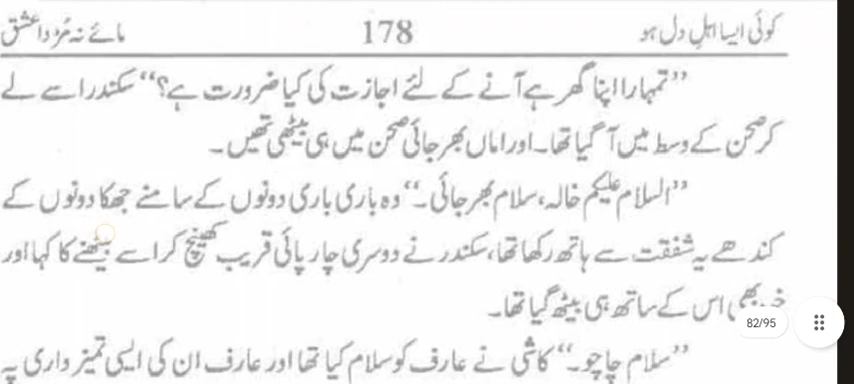 کوئی ایسا اہلِ دل ہو 178 مائے نہ مُڑدا عشق
”تمہارا اپنا گھر ہے آنے کے لئے اجازت کی کیا ضرورت ہے؟“ سکندر اسے لے
کر صحن کے وسط میں آ گیا تھا۔ اور اماں بھرجائی صحن میں ہی بیٹھی تھیں۔
”السلام علیکم خالہ، سلام بھرجائی۔“ وہ باری باری دونوں کے سامنے جھکا دونوں کے
کندھے پہ شفقت سے ہاتھ رکھا تھا، سکندر نے دوسری چارپائی قریب کھینچ کر اسے بیٹھنے کا کہا اور
بھی اس کے ساتھ ہی بیٹھ گیا تھا۔
82/95
”سلام چاچو۔“ کاشی نے عارف کو سلام کیا تھا اور عارف ان کی ایسی تمیز داری پہ